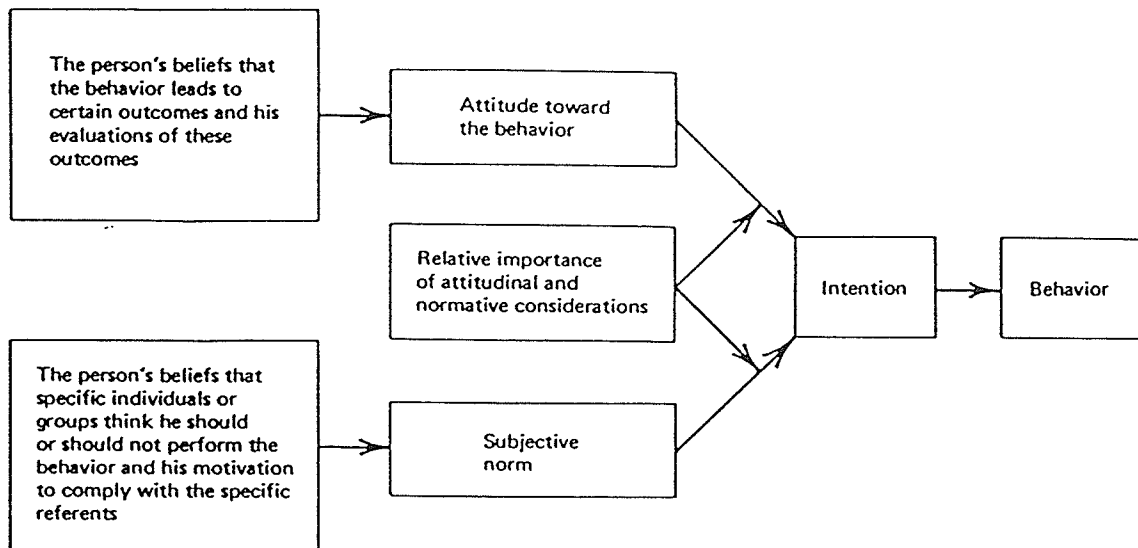 The person's beliefs that
the behavior leads to
certain outcomes and his
evaluations of these
outcomes
Attitude toward
the behavior
Relative importance
of attitudinal and
normative considerations
Intention
Behavior
The person's beliefs that
specific individuals or
groups think he should
or should not perform the
behavior and his motivation
to comply with the specific
referents
Subjective
norm